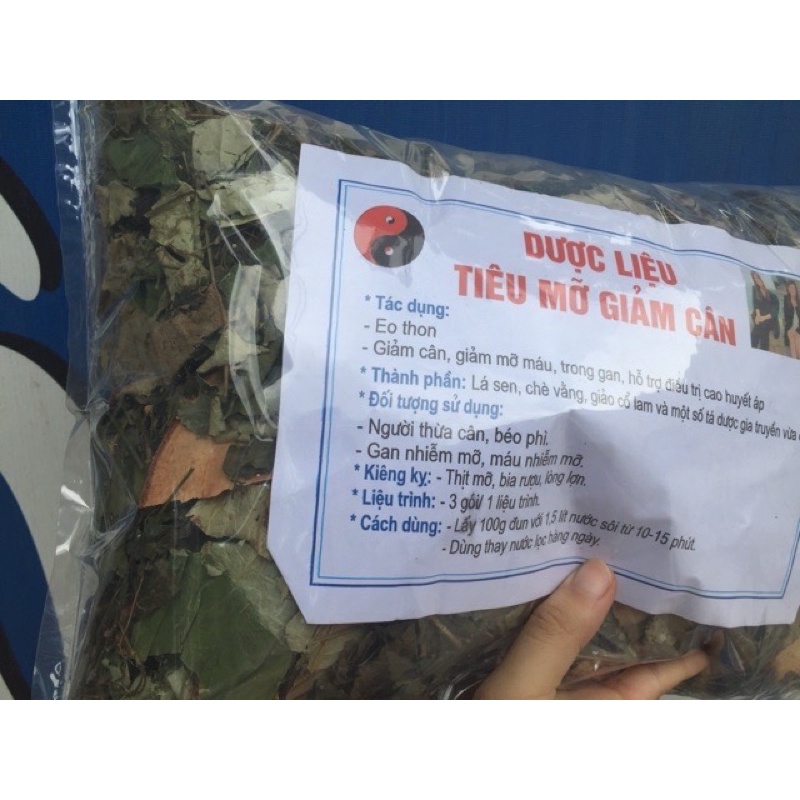 DƯỢC LIỆU
TIÊU MỠ GIẢM CÂN
* Tác dụng:
- Eo thon
- Giảm cân, giảm mỡ máu, trong gan, hỗ trợ điều trị cao huyết áp
* Thành phần: Lá sen, chè vằng, giảo cổ lam và một số tá dược gia truyền vừa
* Đối tượng sử dụng:
- Người thừa cân, béo phì.
- Gan nhiễm mỡ, máu nhiễm mỡ.
* Kiêng kỵ: - Thịt mỡ, bia rượu, lòng lợn.
* Liệu trình: - 3 gói/ 1 liệu trình.
* Cách dùng: - Lấy 100g đun với 1,5 lít nước sôi từ 10-15 phút.
- Dùng thay nước lọc hàng ngày.